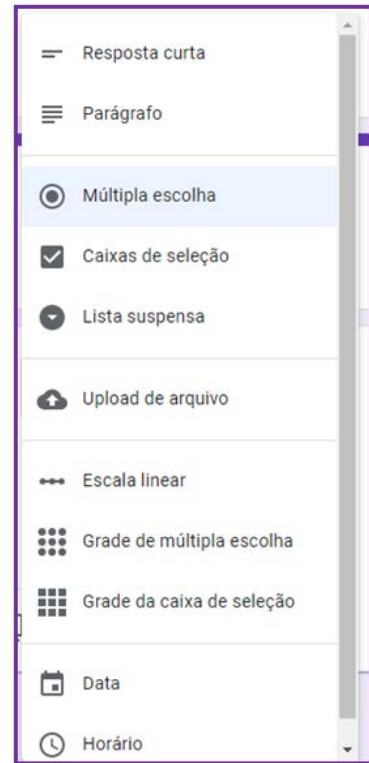 Resposta curta
Parágrafo
Múltipla escolha
Caixas de seleção
Lista suspensa
Upload de arquivo
Escala linear
Grade de múltipla escolha
Grade da caixa de seleção
Data
Horário